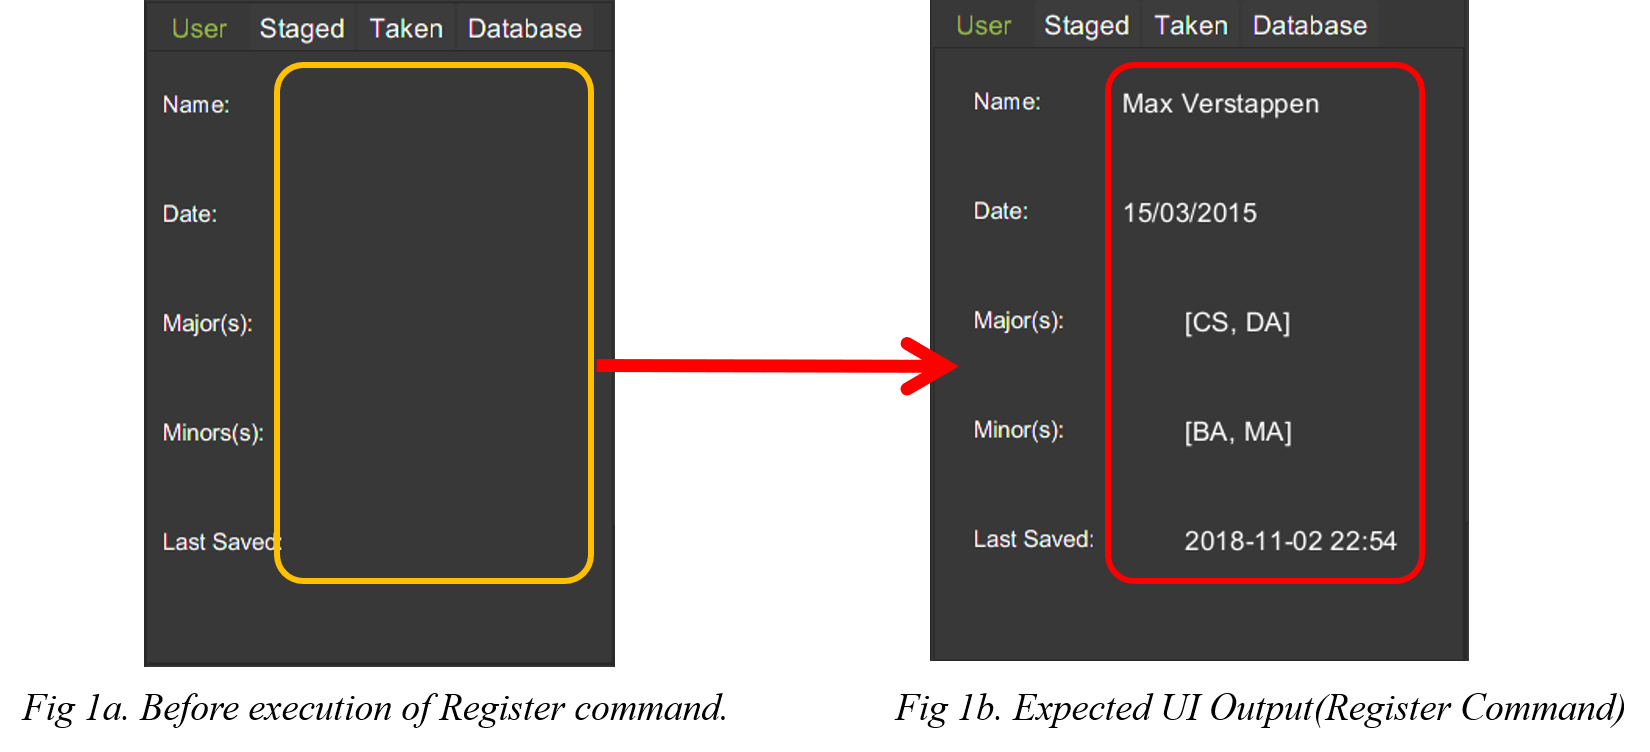 User Staged Taken Database
Name:
Date:
Major(s):
Minors(s):
Last Saved:
Fig 1a. Before execution of Register command.
User Staged Taken Database
Name: Max Verstappen
Date: 15/03/2015
Major(s): [CS, DA]
Minor(s): [BA, MA]
Last Saved: 2018-11-02 22:54
Fig 1b. Expected UI Output(Register Command)